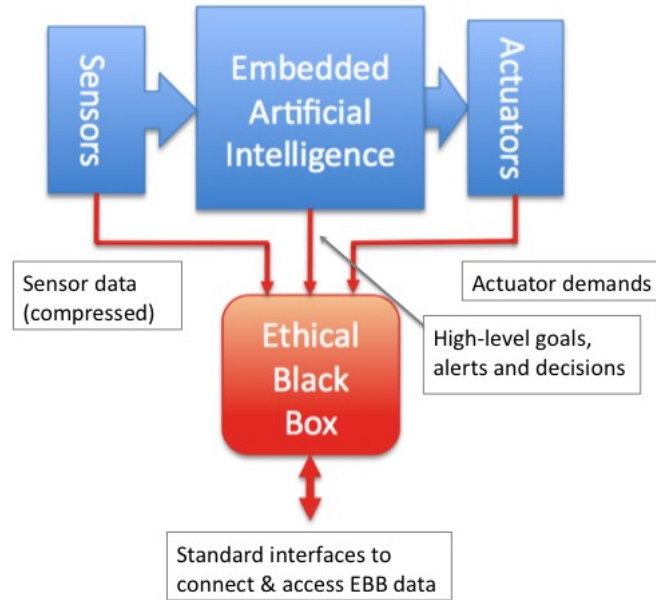 Sensors
Embedded
Artificial
Intelligence
Actuators
Sensor data
(compressed)
Actuator demands
High-level goals,
alerts and decisions
Ethical
Black
Box
Standard interfaces to
connect & access EBB data